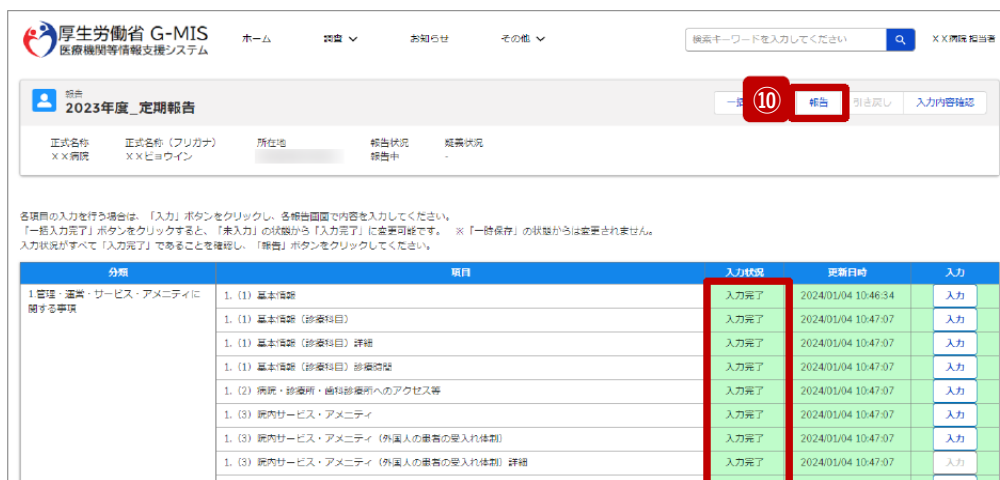 厚生労働省 G-MIS
医療機関等情報支援システム
ホーム
調査
お知らせ
その他
検索キーワードを入力してください
××病院 担当者
報告
2023年度_定期報告
⑩
報告
引き戻し
入力内容確認
正式名称 正式名称（フリガナ） 所在地 報告状況 疑義状況
××病院 ××ビョウイン 報告中 -
各項目の入力を行う場合は、「入力」ボタンをクリックし、各報告画面で内容を入力してください。
「一括入力完了」ボタンをクリックすると、「未入力」の状態から「入力完了」に変更可能です。 ※「一時保存」の状態からは変更されません。
入力状況がすべて「入力完了」であることを確認し、「報告」ボタンをクリックしてください。
分類 項目 入力状況 更新日時 入力
1.管理・運営・サービス・アメニティに
関する事項
1.（1）基本情報 入力完了 2024/01/04 10:46:34 入力
1.（1）基本情報（診療科目） 入力完了 2024/01/04 10:47:07 入力
1.（1）基本情報（診療科目）詳細 入力完了 2024/01/04 10:47:07 入力
1.（1）基本情報（診療科目）診療時間 入力完了 2024/01/04 10:47:07 入力
1.（2）病院・診療所・歯科診療所へのアクセス等 入力完了 2024/01/04 10:47:07 入力
1.（3）院内サービス・アメニティ 入力完了 2024/01/04 10:47:07 入力
1.（3）院内サービス・アメニティ（外国人の患者の受入れ体制） 入力完了 2024/01/04 10:47:07 入力
1.（3）院内サービス・アメニティ（外国人の患者の受入れ体制）詳細 入力完了 2024/01/04 10:47:07 入力